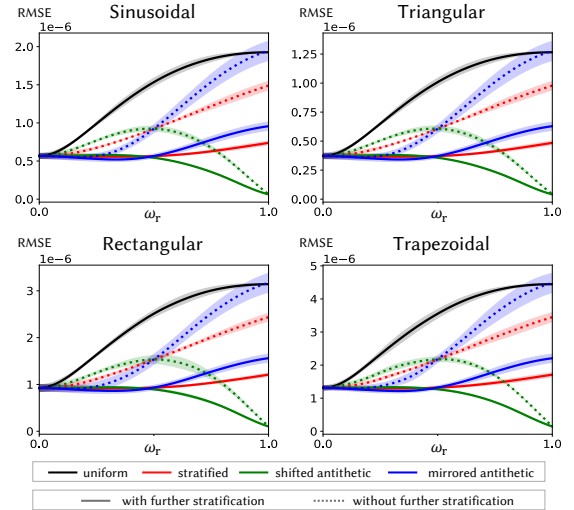 RMSE Sinusoidal
1e−6
2.0
1.5
1.0
0.5
0.0
0.0 ωr 1.0
RMSE Triangular
1e−6
1.25
1.00
0.75
0.50
0.25
0.00
0.0 ωr 1.0
RMSE Rectangular
1e−6
3
2
1
0
0.0 ωr 1.0
RMSE Trapezoidal
1e−6
5
4
3
2
1
0
0.0 ωr 1.0
uniform stratified shifted antithetic mirrored antithetic
with further stratification without further stratification